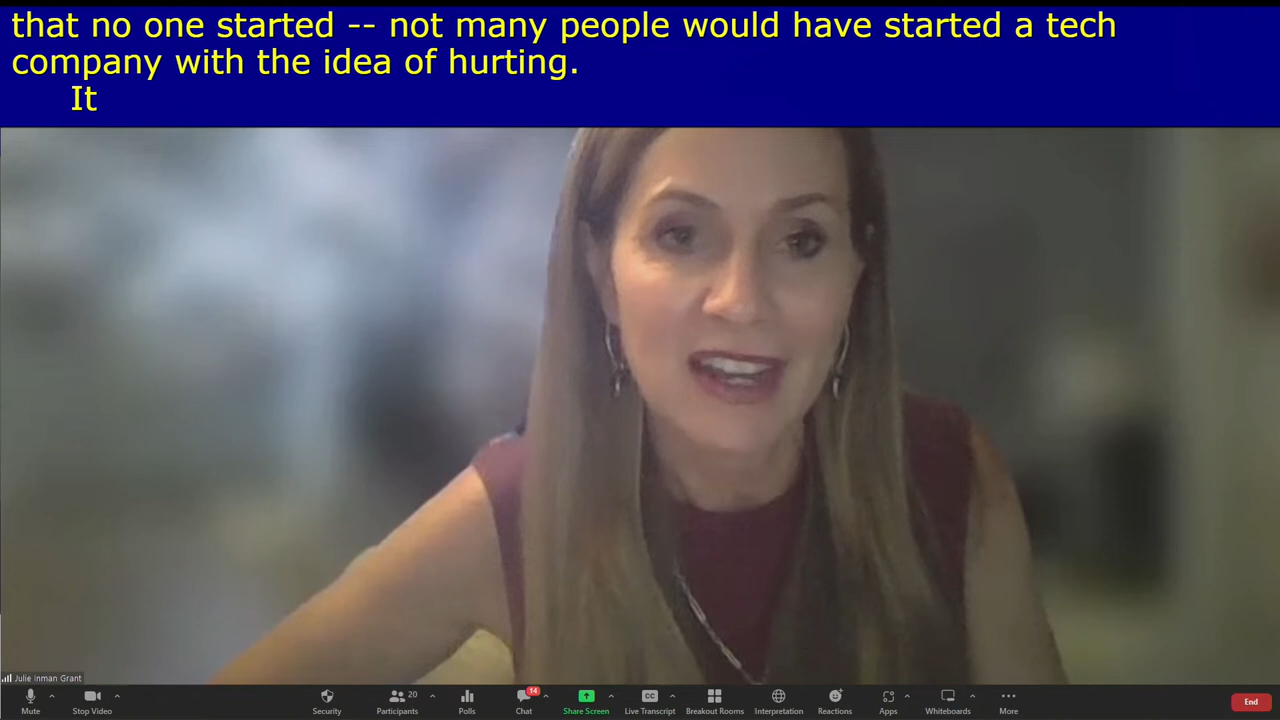 that no one started -- not many people would have started a tech
company with the idea of hurting.
It
Julie Inman Grant
20
14
Mute
Stop Video
Security
Participants
Polls
Chat
Share Screen
CC
Live Transcript
Breakout Rooms
Interpretation
Reactions
Apps
Whiteboards
More
End